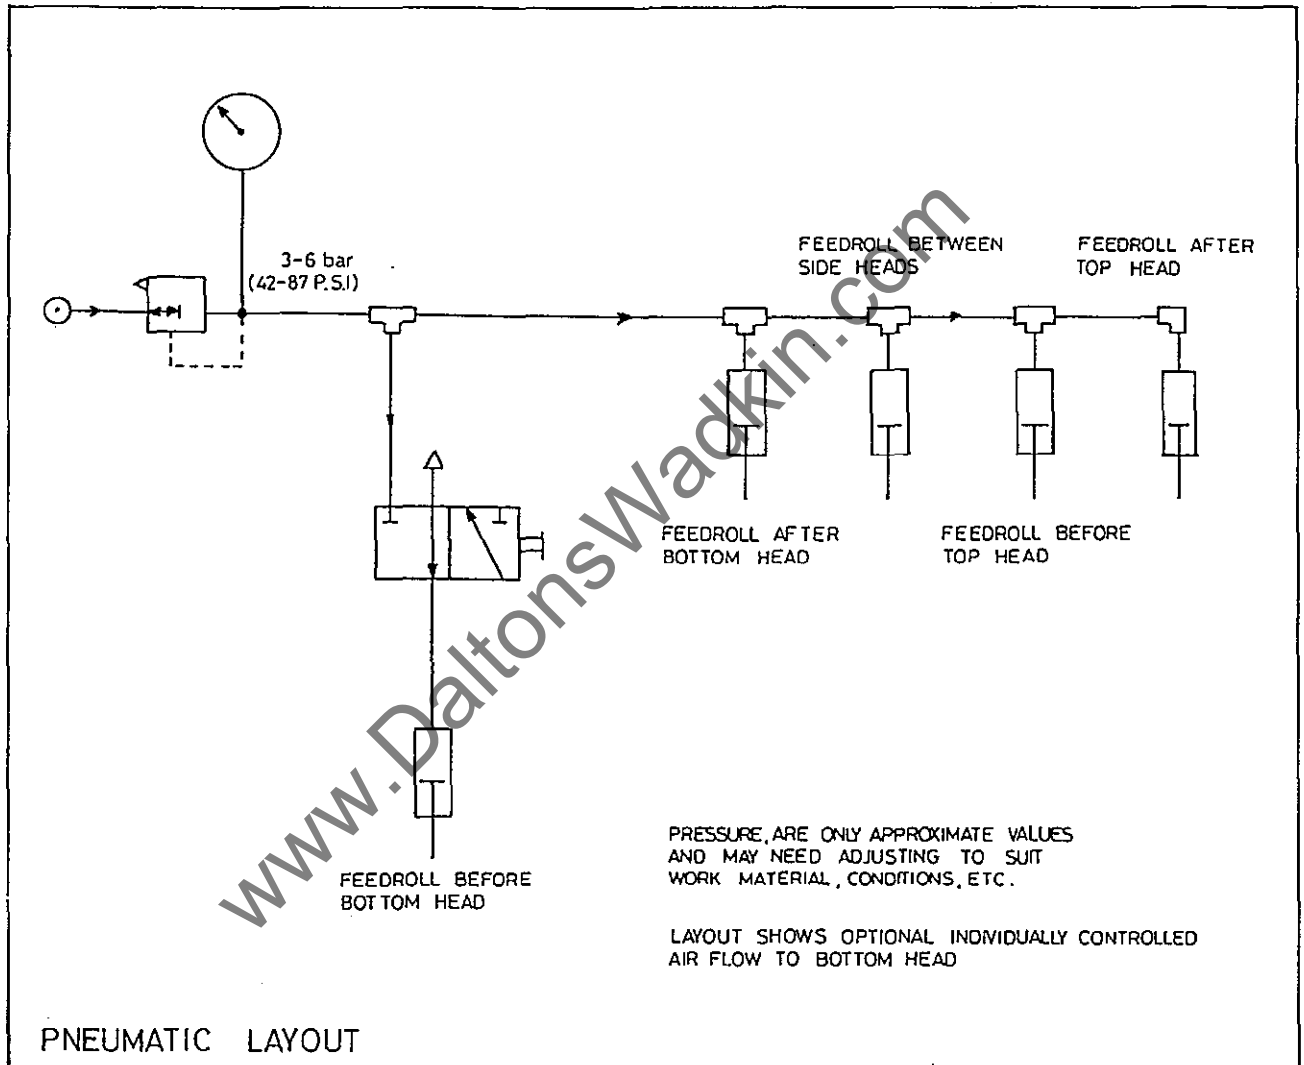 3-6 bar
(42-87 P.S.I)
FEEDROLL BETWEEN
SIDE HEADS
FEEDROLL AFTER
TOP HEAD
FEEDROLL AFTER
BOTTOM HEAD
FEEDROLL BEFORE
TOP HEAD
FEEDROLL BEFORE
BOTTOM HEAD
PRESSURE, ARE ONLY APPROXIMATE VALUES
AND MAY NEED ADJUSTING TO SUIT
WORK MATERIAL, CONDITIONS, ETC.
LAYOUT SHOWS OPTIONAL INDIVIDUALLY CONTROLLED
AIR FLOW TO BOTTOM HEAD
PNEUMATIC LAYOUT
www.DaltonsWadkin.com